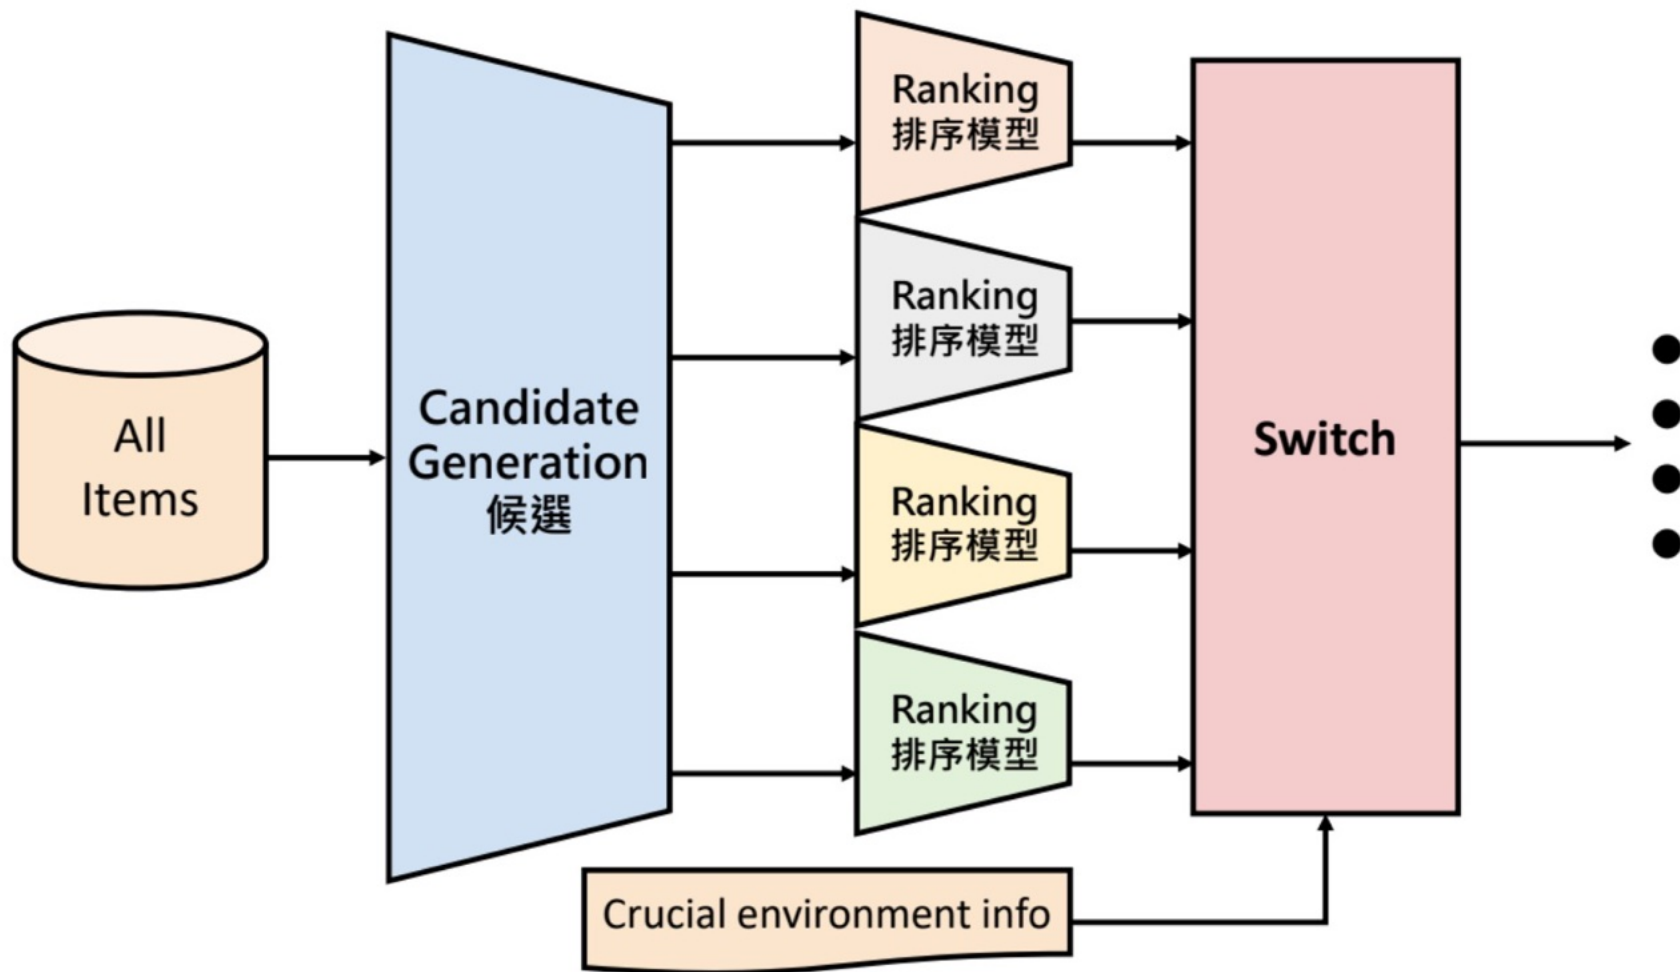 All
Items
Candidate
Generation
候選
Ranking
排序模型
Ranking
排序模型
Ranking
排序模型
Ranking
排序模型
Switch
Crucial environment info